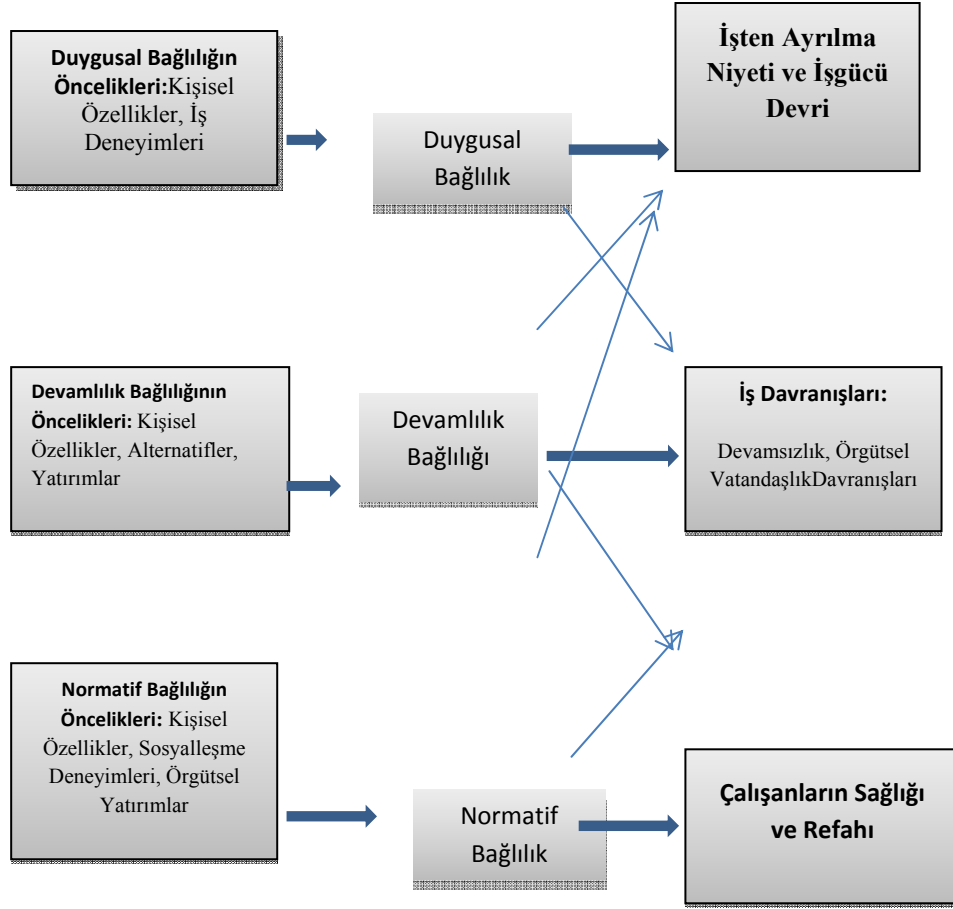 Duygusal Bağlılığın
Öncelikleri:Kişisel
Özellikler, İş
Deneyimleri
Duygusal
Bağlılık
İşten Ayrılma
Niyeti ve İşgücü
Devri
Devamlılık Bağlılığının
Öncelikleri: Kişisel
Özellikler, Alternatifler,
Yatırımlar
Devamlılık
Bağlılığı
İş Davranışları:
Devamsızlık, Örgütsel
VatandaşlıkDavranışları
Normatif Bağlılığın
Öncelikleri: Kişisel
Özellikler, Sosyalleşme
Deneyimleri, Örgütsel
Yatırımlar
Normatif
Bağlılık
Çalışanların Sağlığı
ve Refahı